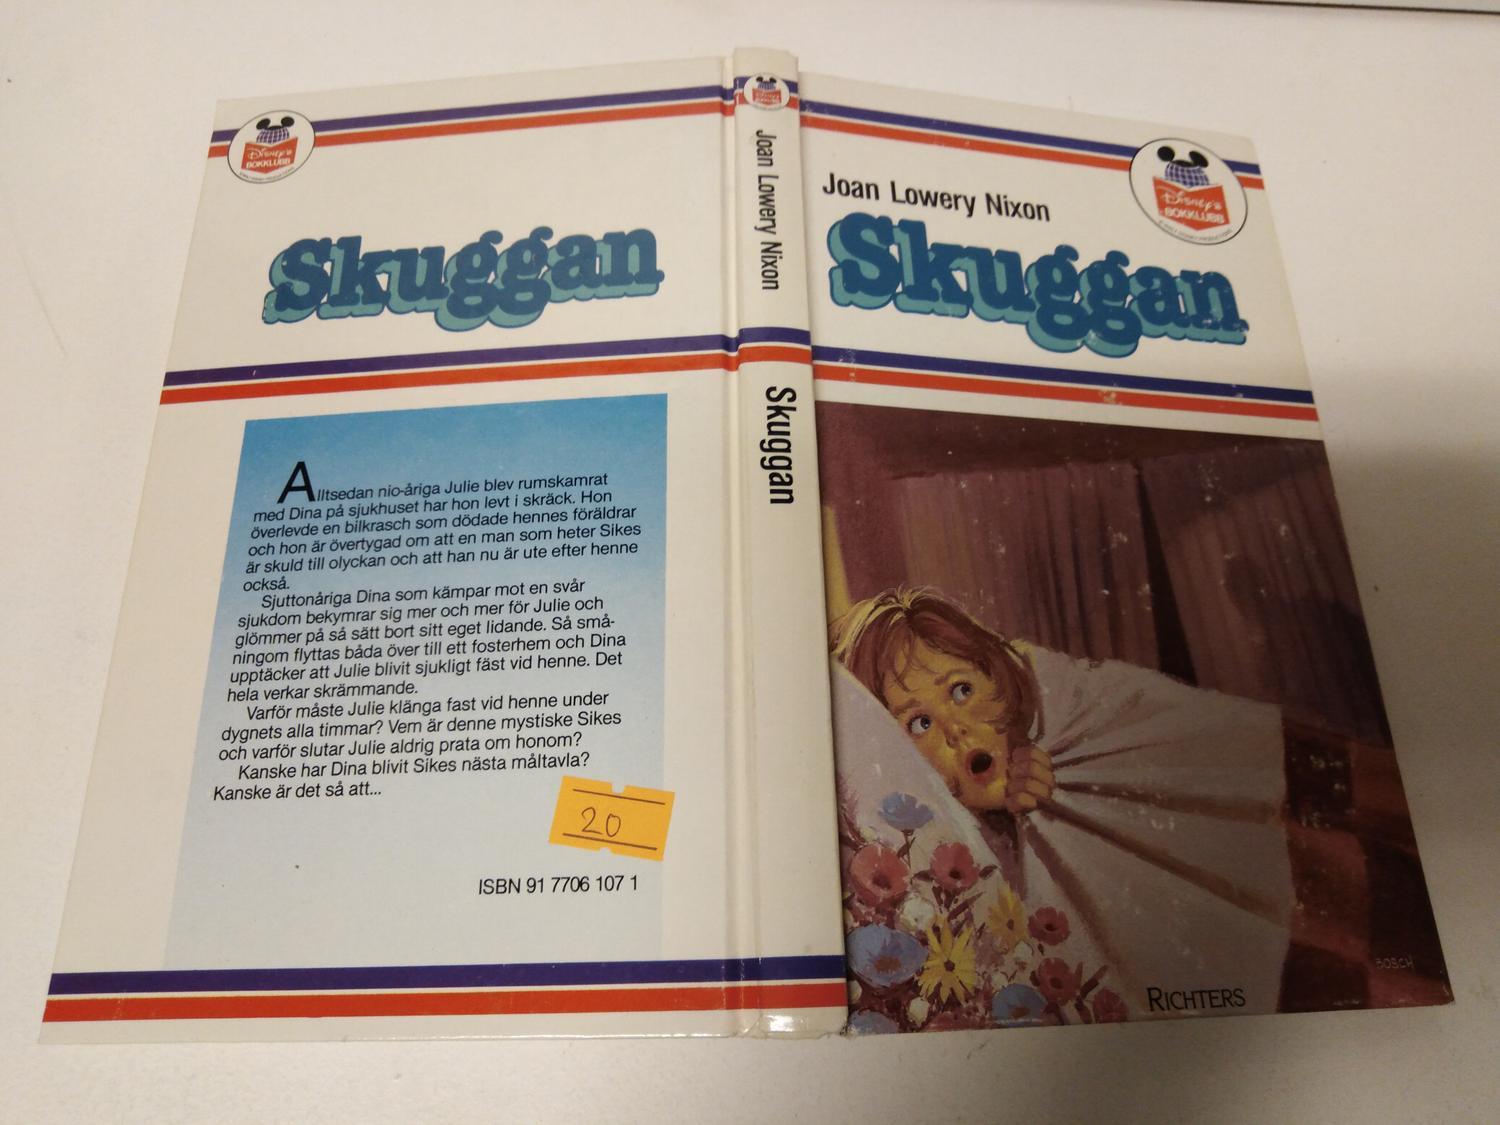 Disney's
BOKKLUBB
Skuggan
Alltsedan nio-åriga Julie blev rumskamrat
med Dina på sjukhuset har hon levt i skräck. Hon
överlevde en bilkrasch som dödade hennes föräldrar
och hon är övertygad om att en man som heter Sikes
är skuld till olyckan och att han nu är ute efter henne
också.
Sjuttonåriga Dina som kämpar mot en svår
sjukdom bekymrar sig mer och mer för Julie och
glömmer på så sätt bort sitt eget lidande. Så små-
ningom flyttas båda över till ett fosterhem och Dina
upptäcker att Julie blivit sjukligt fäst vid henne. Det
hela verkar skrämmande.
Varför måste Julie klänga fast vid henne under
dygnets alla timmar? Vem är denne mystiske Sikes
och varför slutar Julie aldrig prata om honom?
Kanske har Dina blivit Sikes nästa måltavla?
Kanske är det så att...
20
ISBN 91 7706 107 1
Joan Lowery Nixon
Skuggan
Joan Lowery Nixon
Disney's
BOKKLUBB
© WALT DISNEY PRODUCTIONS
Skuggan
BOSCH
RICHTERS